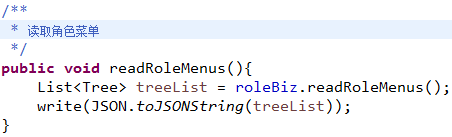 /**
 * 读取角色菜单
 */
public void readRoleMenus(){
    List<Tree> treeList = roleBiz.readRoleMenus();
    write(JSON.toJSONString(treeList));
}